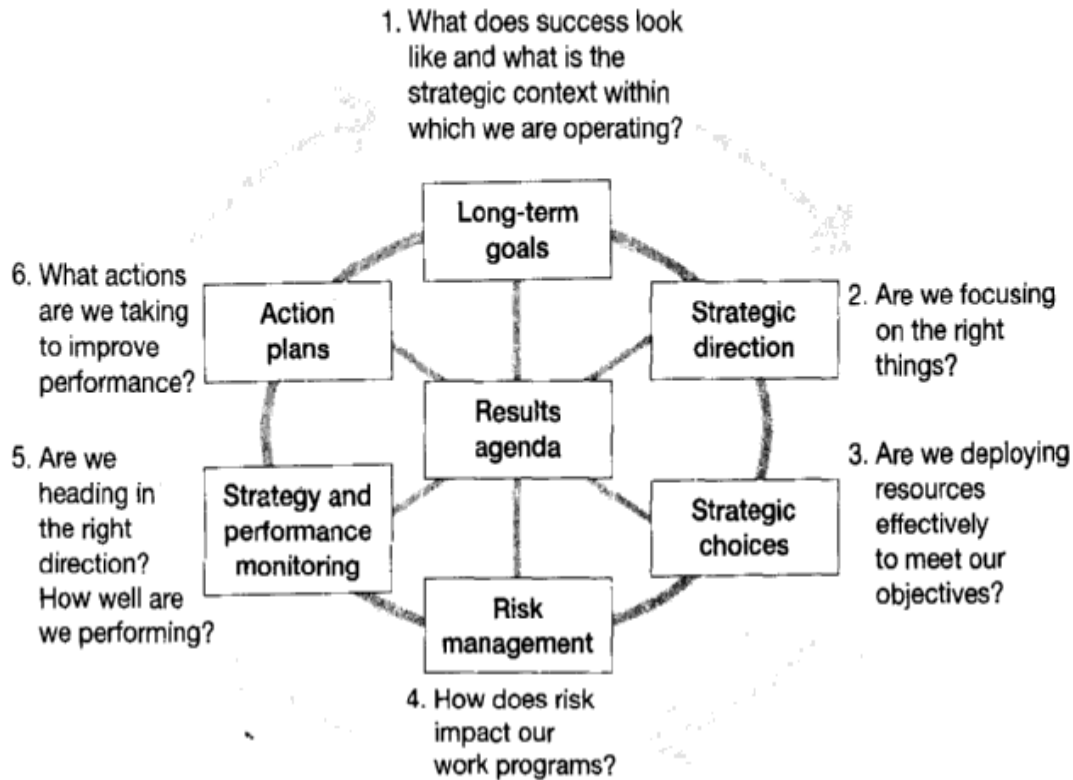 1. What does success look
like and what is the
strategic context within
which we are operating?
Long-term
goals
6. What actions
are we taking
to improve
performance?
Action
plans
Strategic
direction
2. Are we focusing
on the right
things?
Results
agenda
5. Are we
heading in
the right
direction?
How well are
we performing?
Strategy and
performance
monitoring
Strategic
choices
3. Are we deploying
resources
effectively
to meet our
objectives?
Risk
management
4. How does risk
impact our
work programs?